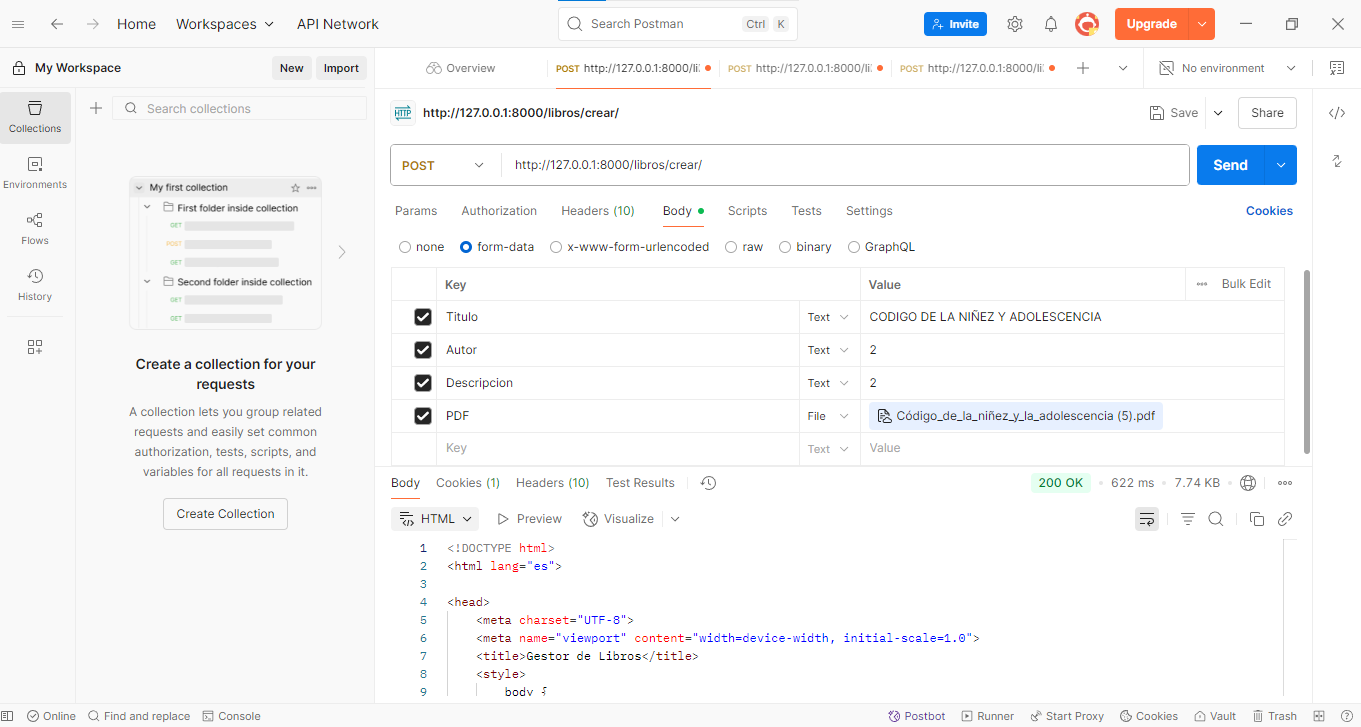 Home Workspaces API Network Search Postman Ctrl K Invite Upgrade
My Workspace New Import Overview POST http://127.0.0.1:8000/li POST http://127.0.0.1:8000/li POST http://127.0.0.1:8000/li No environment
Collections
Environments
Flows
History
Search collections
My first collection
First folder inside collection
GET
POST
GET
Second folder inside collection
GET
GET
Create a collection for your
requests
A collection lets you group related
requests and easily set common
authorization, tests, scripts, and
variables for all requests in it.
Create Collection
HTTP http://127.0.0.1:8000/libros/crear/ Save Share
POST http://127.0.0.1:8000/libros/crear/ Send
Params Authorization Headers (10) Body Scripts Tests Settings Cookies
none form-data x-www-form-urlencoded raw binary GraphQL
Key Value Bulk Edit
Titulo Text CODIGO DE LA NIÑEZ Y ADOLESCENCIA
Autor Text 2
Descripcion Text 2
PDF File Código_de_la_niñez_y_la_adolescencia (5).pdf
Key Text Value
Body Cookies (1) Headers (10) Test Results 200 OK 622 ms 7.74 KB
HTML Preview Visualize
1 <!DOCTYPE html>
2 <html lang="es">
3
4 <head>
5 <meta charset="UTF-8">
6 <meta name="viewport" content="width=device-width, initial-scale=1.0">
7 <title>Gestor de Libros</title>
8 <style>
9 body {
Online Find and replace Console Postbot Runner Start Proxy Cookies Vault Trash